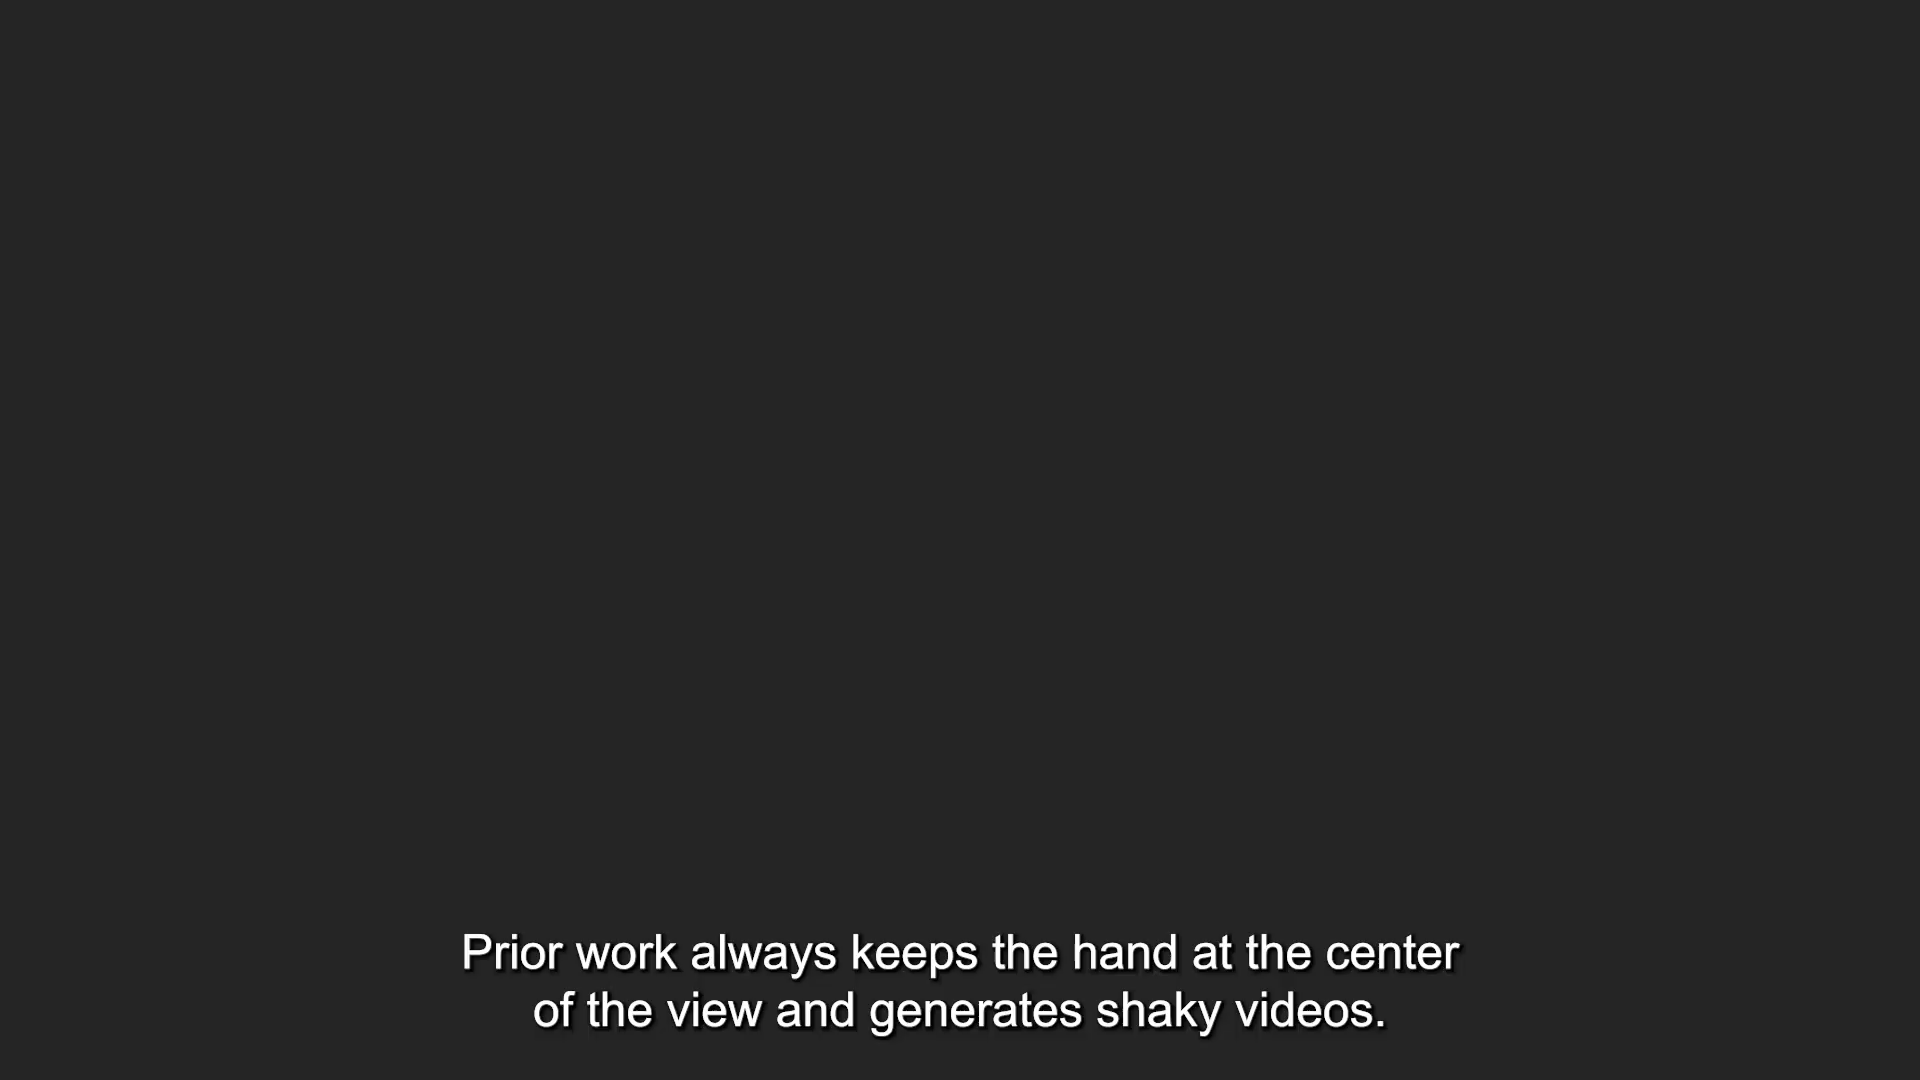 Prior work always keeps the hand at the center
of the view and generates shaky videos.